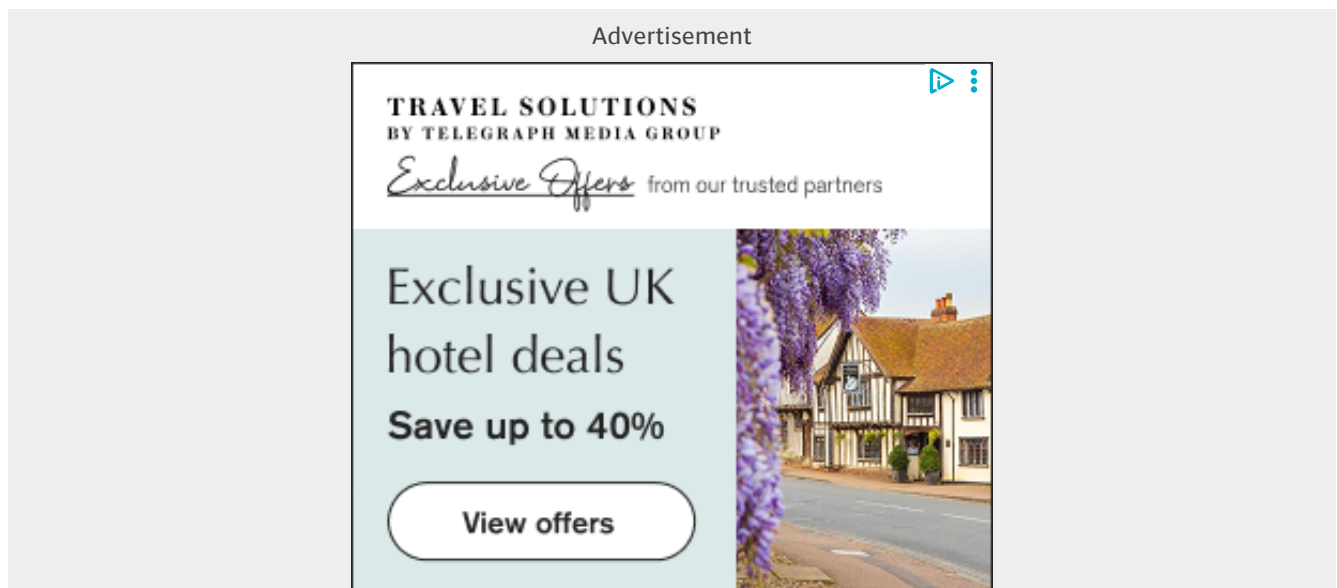 Advertisement
TRAVEL SOLUTIONS
BY TELEGRAPH MEDIA GROUP
Exclusive Offers from our trusted partners
Exclusive UK
hotel deals
Save up to 40%
View offers